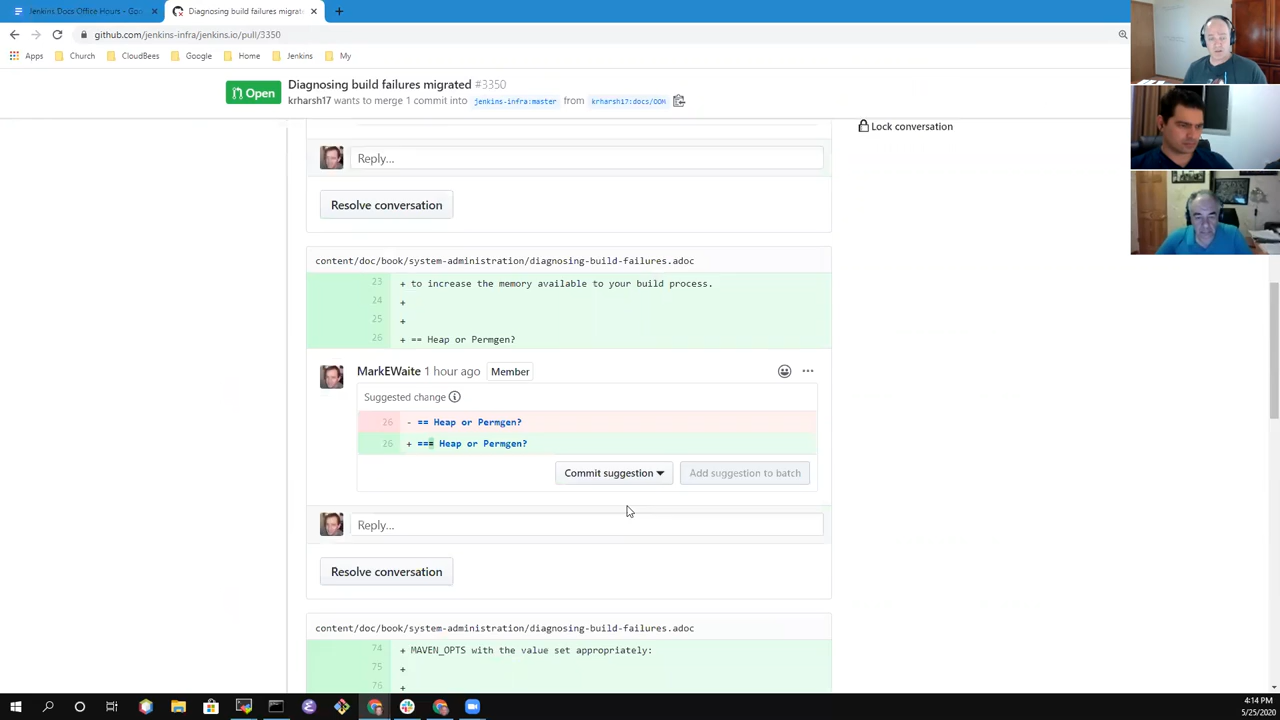 Jenkins Docs Office Hours - Goo
Diagnosing build failures migrat
github.com/jenkins-infra/jenkins.io/pull/3350
Apps
Church
CloudBees
Google
Home
Jenkins
My
Open
Diagnosing build failures migrated #3350
krharsh17 wants to merge 1 commit into jenkins-infra:master from krharsh17:docs/OOM
Lock conversation
Reply...
Resolve conversation
content/doc/book/system-administration/diagnosing-build-failures.adoc
23 + to increase the memory available to your build process.
24 +
25 +
26 + == Heap or Permgen?
MarkEWaite 1 hour ago Member
Suggested change
26 - == Heap or Permgen?
26 + === Heap or Permgen?
Commit suggestion
Add suggestion to batch
Reply...
Resolve conversation
content/doc/book/system-administration/diagnosing-build-failures.adoc
74 + MAVEN_OPTS with the value set appropriately:
75 +
76 +
4:14 PM
5/25/2020